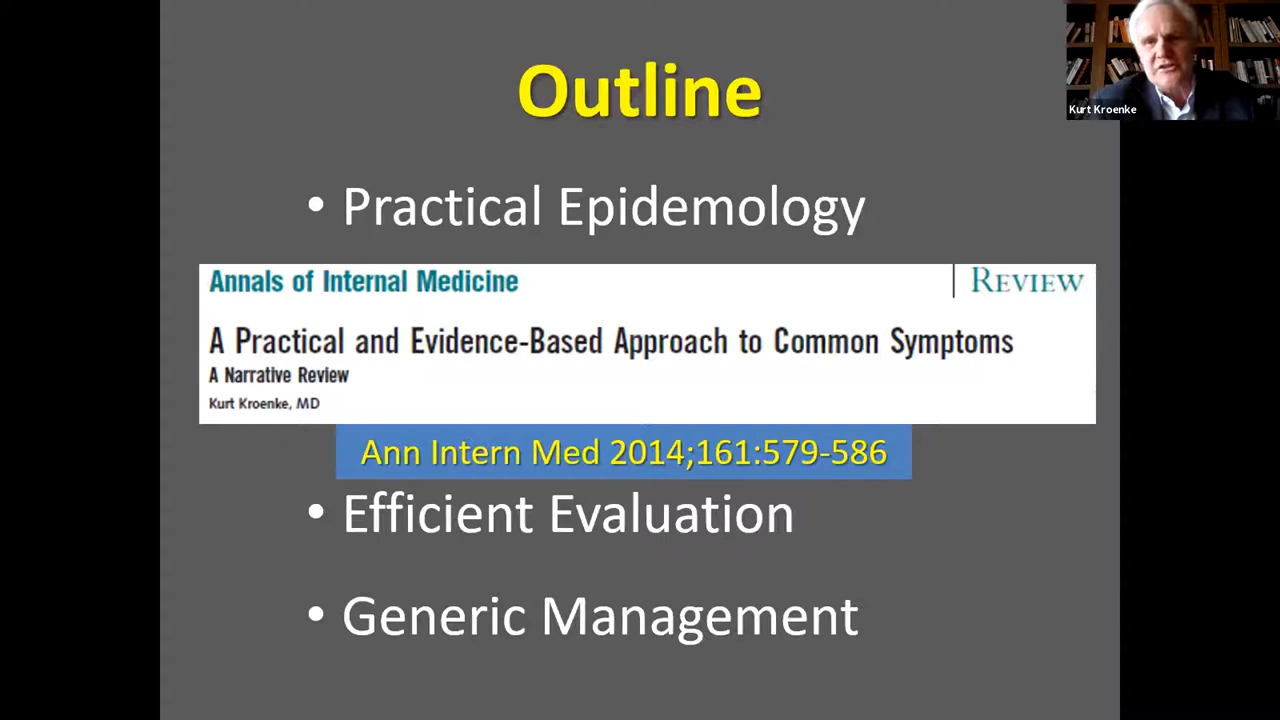 Outline
Kurt Kroenke
• Practical Epidemology
Annals of Internal Medicine
REVIEW
A Practical and Evidence-Based Approach to Common Symptoms
A Narrative Review
Kurt Kroenke, MD
Ann Intern Med 2014;161:579-586
• Efficient Evaluation
• Generic Management